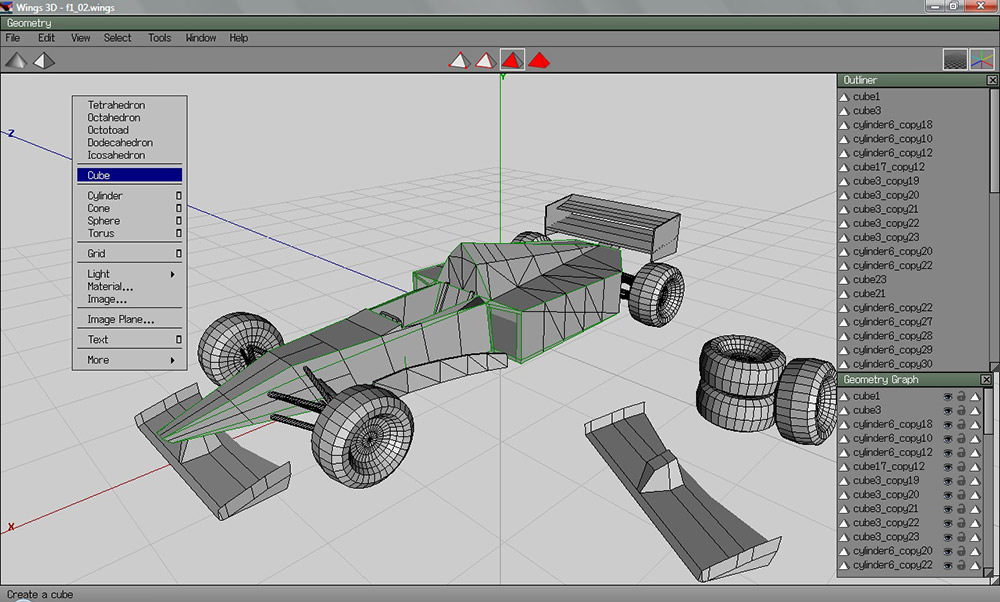 Wings 3D - f1_02.wings
Geometry
File Edit View Select Tools Window Help
Outliner
Y
Z
X
Tetrahedron
Octahedron
Octotoad
Dodecahedron
Icosahedron
Cube
Cylinder
Cone
Sphere
Torus
Grid
Light
Material...
Image...
Image Plane...
Text
More
cube1
cube3
cylinder6_copy18
cylinder6_copy10
cylinder6_copy12
cube17_copy12
cube3_copy19
cube3_copy20
cube3_copy21
cube3_copy22
cube3_copy23
cylinder6_copy20
cylinder6_copy22
cube23
cube21
cylinder6_copy22
cylinder6_copy27
cylinder6_copy28
cylinder6_copy29
cylinder6_copy30
Geometry Graph
cube1
cube3
cylinder6_copy18
cylinder6_copy10
cylinder6_copy12
cube17_copy12
cube3_copy19
cube3_copy20
cube3_copy21
cube3_copy22
cube3_copy23
cylinder6_copy20
cylinder6_copy22
Create a cube